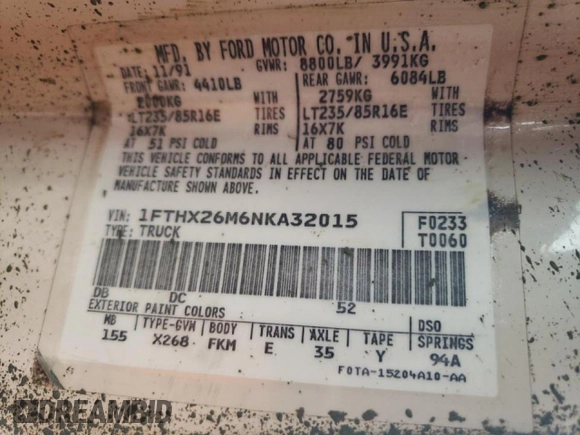 MFD. BY FORD MOTOR CO. IN U.S.A.
DATE: 11/91 GVWR: 8800LB/ 3991KG
FRONT GAWR: 4410LB REAR GAWR: 6084LB
2000KG WITH 2759KG WITH
LT235/85R16E TIRES LT235/85R16E TIRES
16X7K RIMS 16X7K RIMS
AT 51 PSI COLD AT 80 PSI COLD
THIS VEHICLE CONFORMS TO ALL APPLICABLE FEDERAL MOTOR
VEHICLE SAFETY STANDARDS IN EFFECT ON THE DATE OF
MANUFACTURE SHOWN ABOVE.
VIN: 1FTHX26M6NKA32015 F0233
TYPE: TRUCK T0060
DB DC 52
EXTERIOR PAINT COLORS DSO
WB TYPE-GVW BODY TRANS AXLE TAPE SPRINGS
155 X268 FKM E 35 Y 94A
F0TA-15204A10-AA
DREAMBID